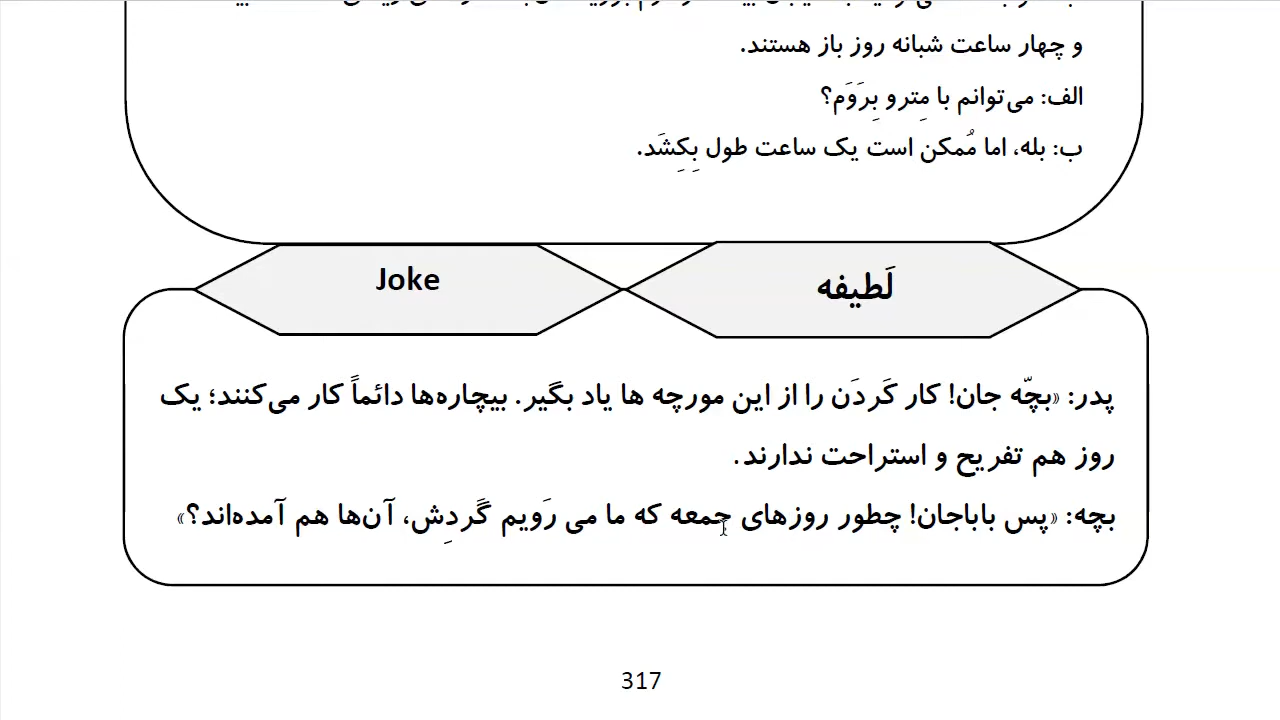 و چهار ساعت شبانه روز باز هستند.
الف: می‌توانم با مِترو بِرَوَم؟
ب: بله، اما مُمکن است یک ساعت طول بِکِشَد.
لَطیفه
Joke
پدر: «بچّه جان! کار کَردَن را از این مورچه ها یاد بگیر. بیچاره‌ها دائماً کار می‌کنند؛ یک
روز هم تفریح و استراحت ندارند.
بچه: «پس باباجان! چطور روزهای جمعه که ما می رَویم گَردِش، آن‌ها هم آمده‌اند؟»
317